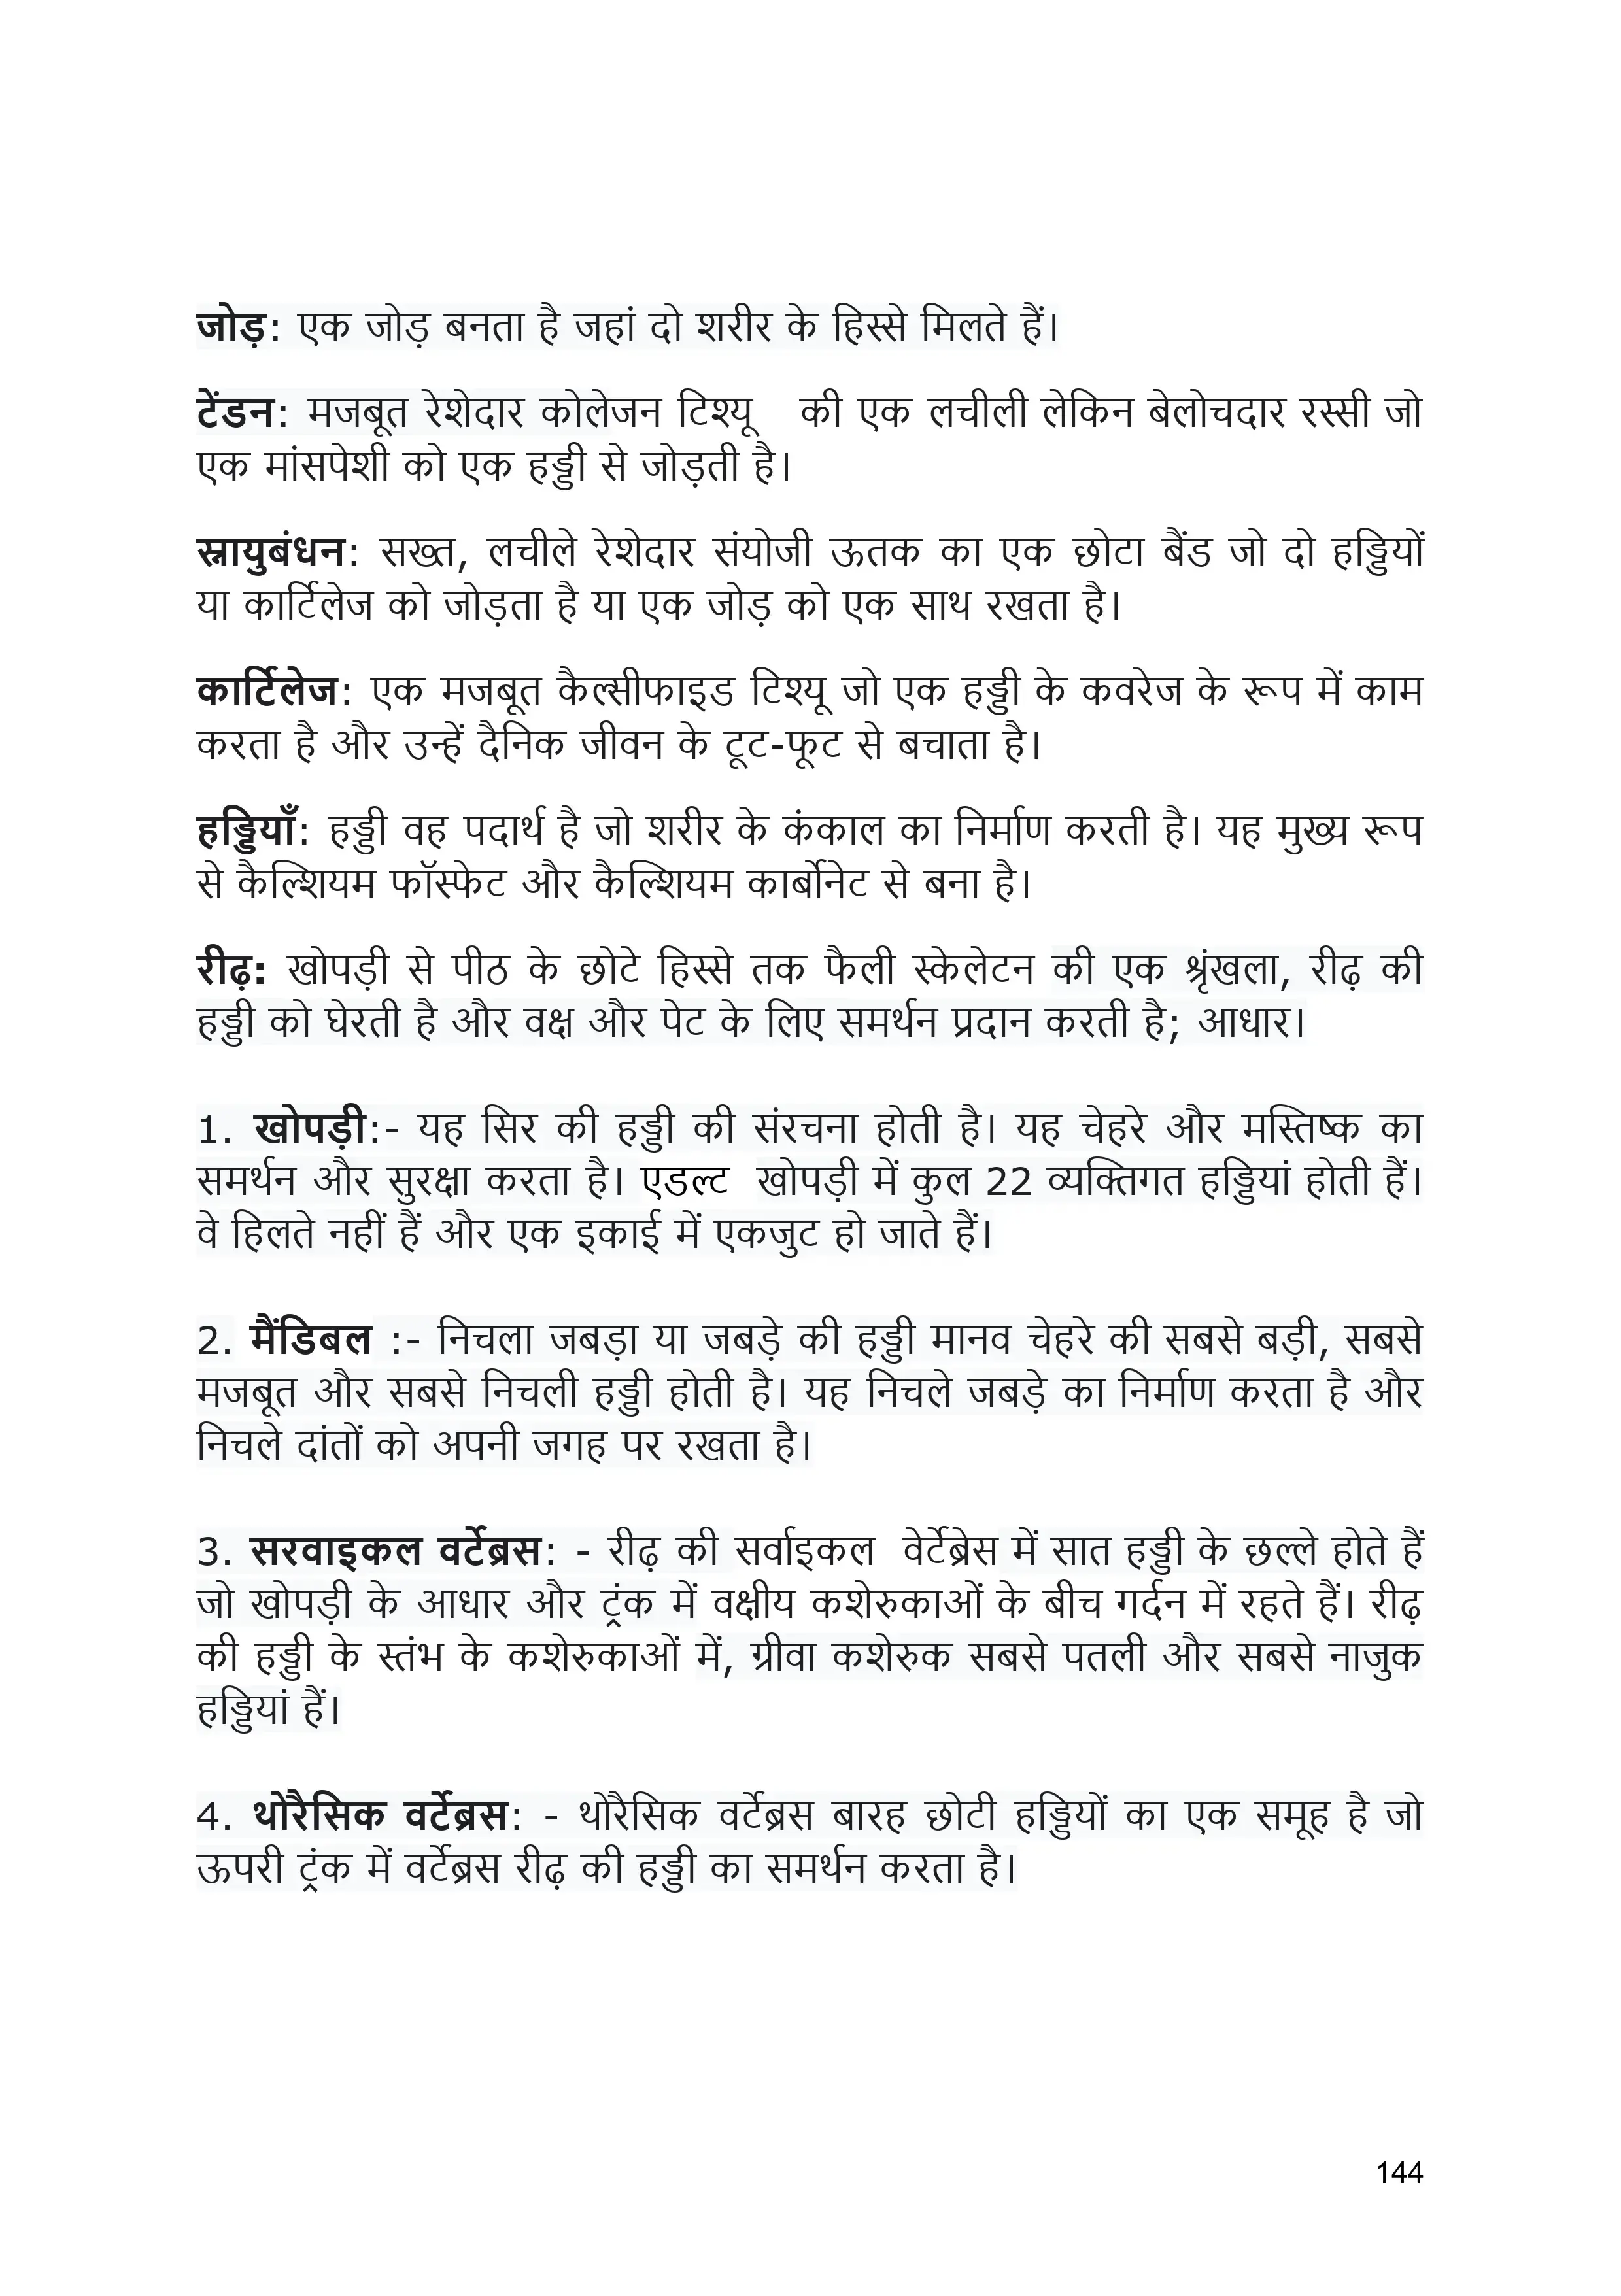 जोड़: एक जोड़ बनता है जहां दो शरीर के हिस्से मिलते हैं।
टेंडन: मजबूत रेशेदार कोलेजन टिश्यू की एक लचीली लेकिन बेलोचदार रस्सी जो
एक मांसपेशी को एक हड्डी से जोड़ती है।
स्नायुबंधन: सख्त, लचीले रेशेदार संयोजी ऊतक का एक छोटा बैंड जो दो हड्डियों
या कार्टिलेज को जोड़ता है या एक जोड़ को एक साथ रखता है।
कार्टिलेज: एक मजबूत कैल्सीफाइड टिश्यू जो एक हड्डी के कवरेज के रूप में काम
करता है और उन्हें दैनिक जीवन के टूट-फूट से बचाता है।
हड्डियाँ: हड्डी वह पदार्थ है जो शरीर के कंकाल का निर्माण करती है। यह मुख्य रूप
से कैल्शियम फॉस्फेट और कैल्शियम कार्बोनेट से बना है।
रीढ़: खोपड़ी से पीठ के छोटे हिस्से तक फैली स्केलेटन की एक श्रृंखला, रीढ़ की
हड्डी को घेरती है और वक्ष और पेट के लिए समर्थन प्रदान करती है; आधार।
1. खोपड़ी:- यह सिर की हड्डी की संरचना होती है। यह चेहरे और मस्तिष्क का
समर्थन और सुरक्षा करता है। एडल्ट खोपड़ी में कुल 22 व्यक्तिगत हड्डियां होती हैं।
वे हिलते नहीं हैं और एक इकाई में एकजुट हो जाते हैं।
2. मैंडिबल :- निचला जबड़ा या जबड़े की हड्डी मानव चेहरे की सबसे बड़ी, सबसे
मजबूत और सबसे निचली हड्डी होती है। यह निचले जबड़े का निर्माण करता है और
निचले दांतों को अपनी जगह पर रखता है।
3. सरवाइकल वर्टेब्रस: - रीढ़ की सर्वाइकल वेर्टेब्रेस में सात हड्डी के छल्ले होते हैं
जो खोपड़ी के आधार और ट्रंक में वक्षीय कशेरुकाओं के बीच गर्दन में रहते हैं। रीढ़
की हड्डी के स्तंभ के कशेरुकाओं में, ग्रीवा कशेरुक सबसे पतली और सबसे नाजुक
हड्डियां हैं।
4. थोरैसिक वर्टेब्रस: - थोरैसिक वर्टेब्रस बारह छोटी हड्डियों का एक समूह है जो
ऊपरी ट्रंक में वर्टेब्रस रीढ़ की हड्डी का समर्थन करता है।
144